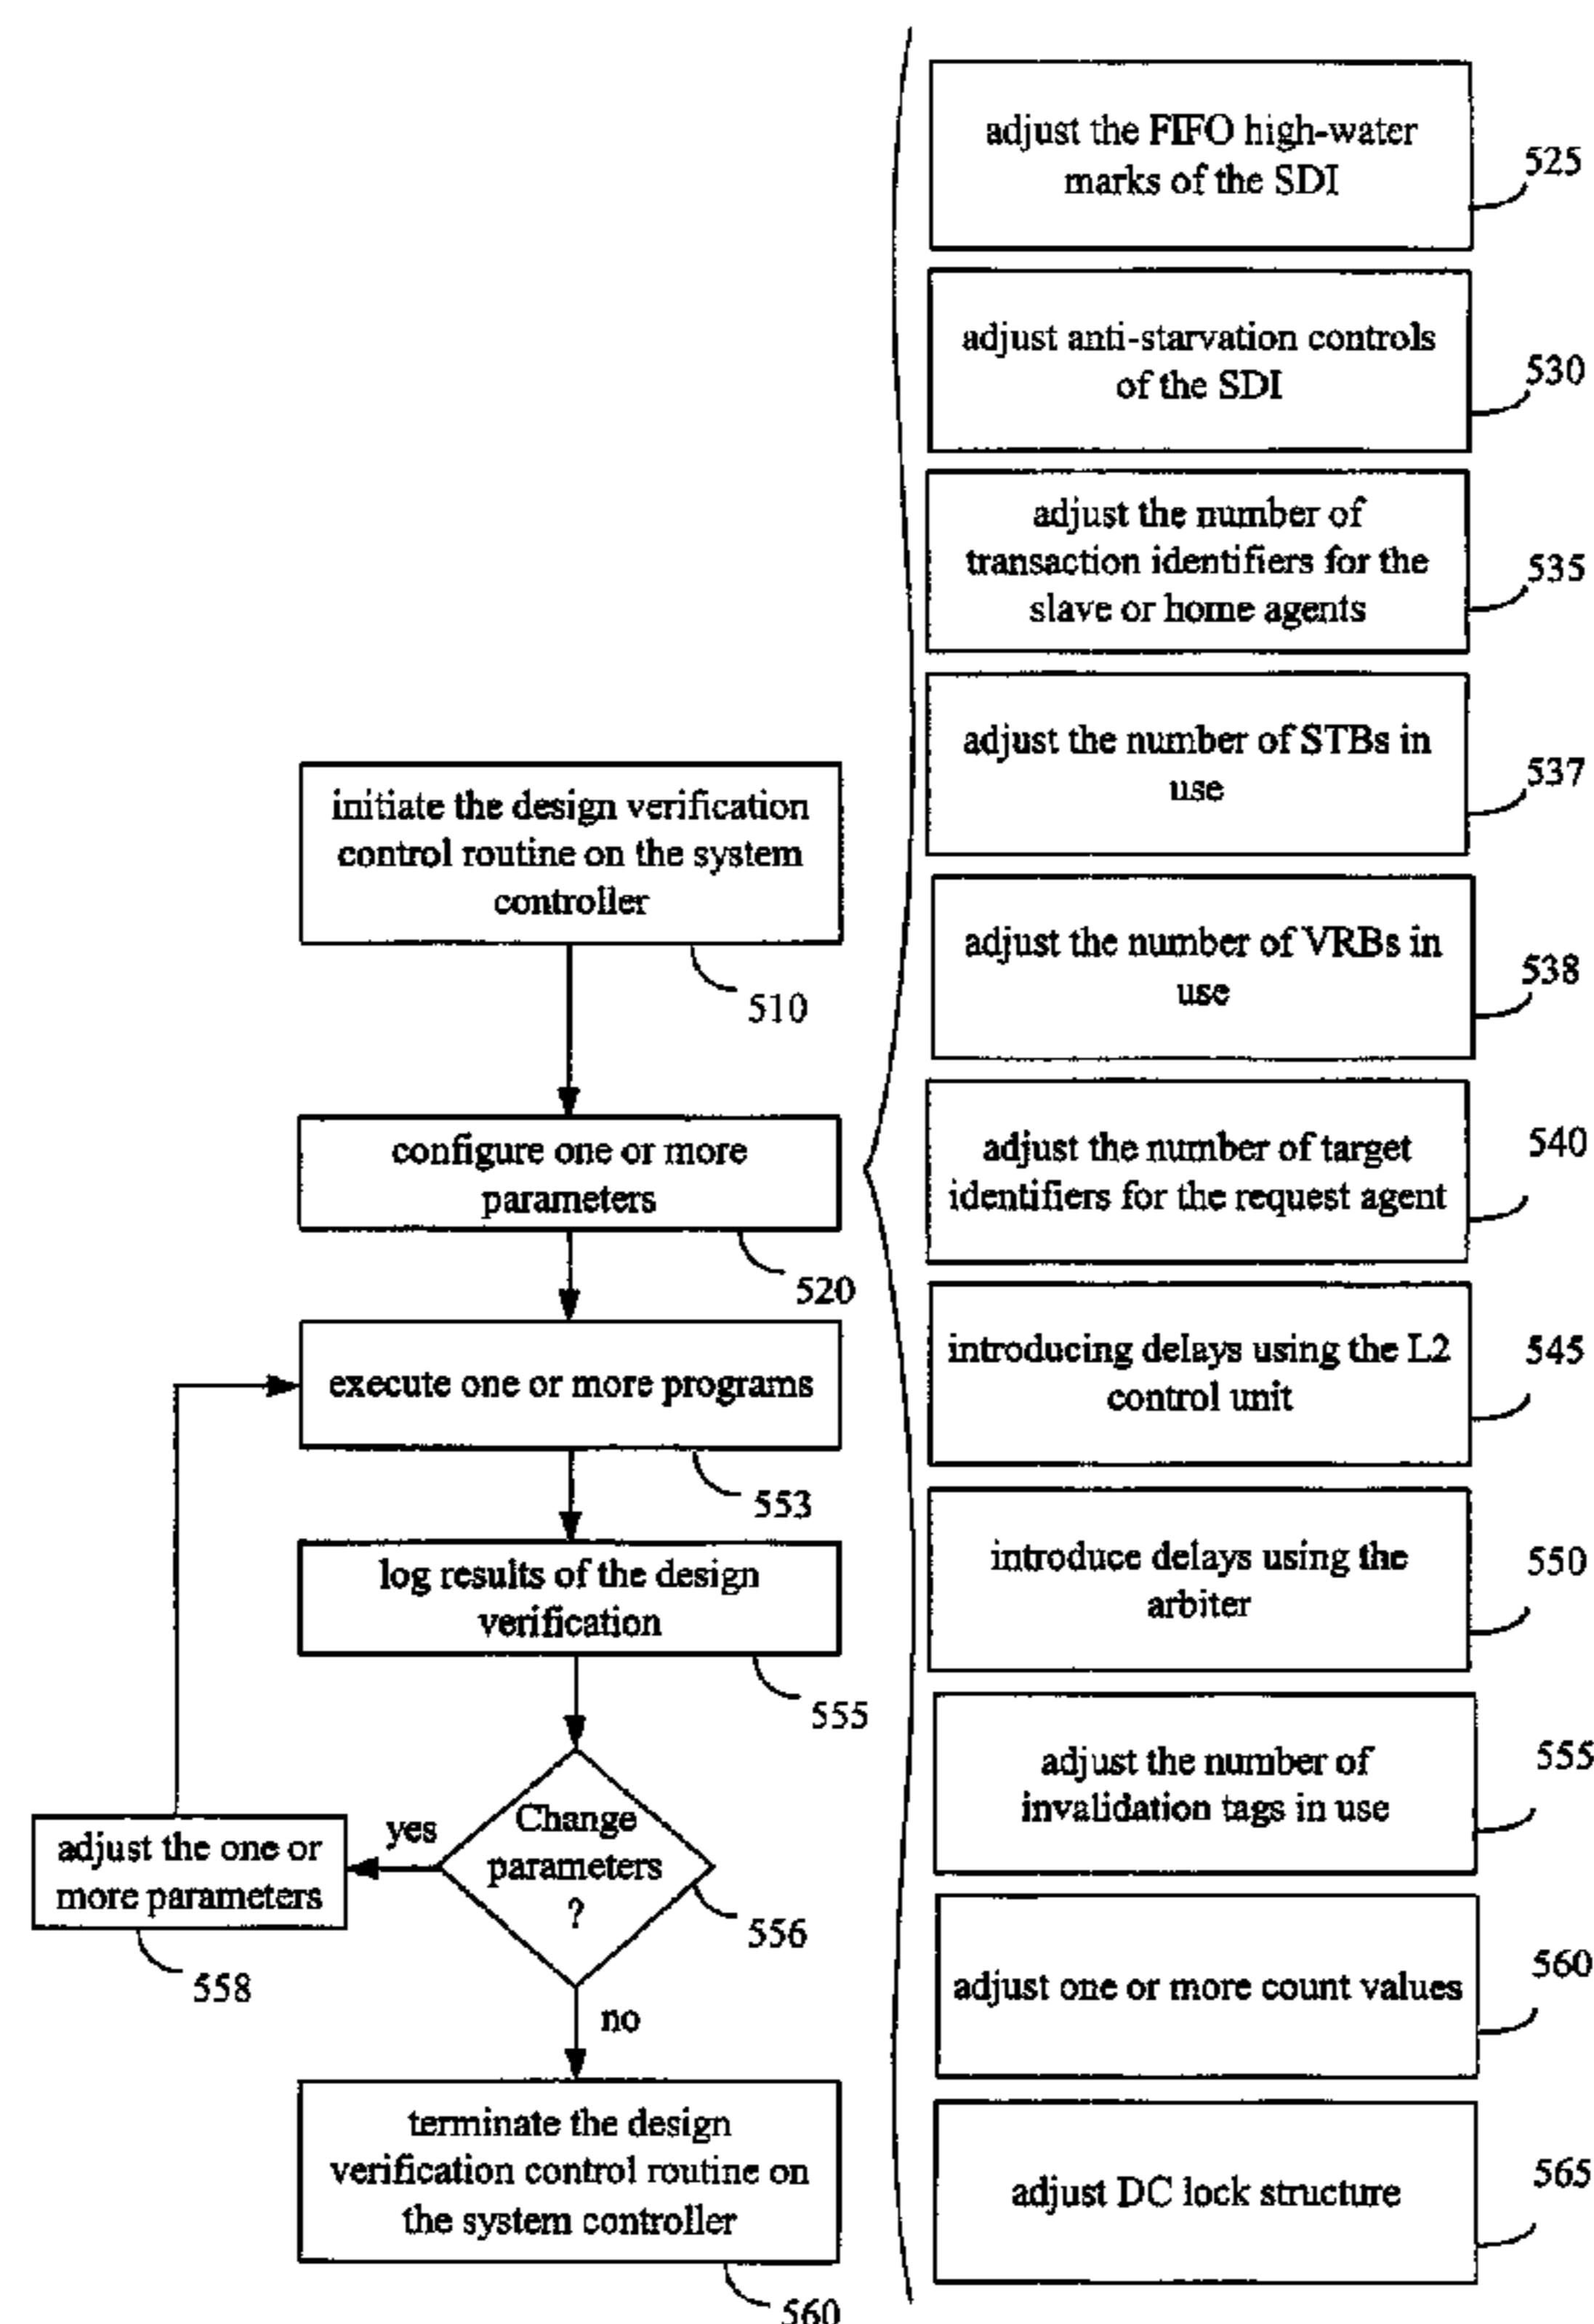 initiate the design verification
control routine on the system
controller
510
configure one or more
parameters
520
execute one or more programs
553
log results of the design
verification
555
Change
parameters
?
556
yes
adjust the one or
more parameters
558
no
terminate the design
verification control routine on
the system controller
560
adjust the FIFO high-water
marks of the SDI
525
adjust anti-starvation controls
of the SDI
530
adjust the number of
transaction identifiers for the
slave or home agents
535
adjust the number of STBs in
use
537
adjust the number of VRBs in
use
538
adjust the number of target
identifiers for the request agent
540
introducing delays using the L2
control unit
545
introduce delays using the
arbiter
550
adjust the number of
invalidation tags in use
555
adjust one or more count values
560
adjust DC lock structure
565